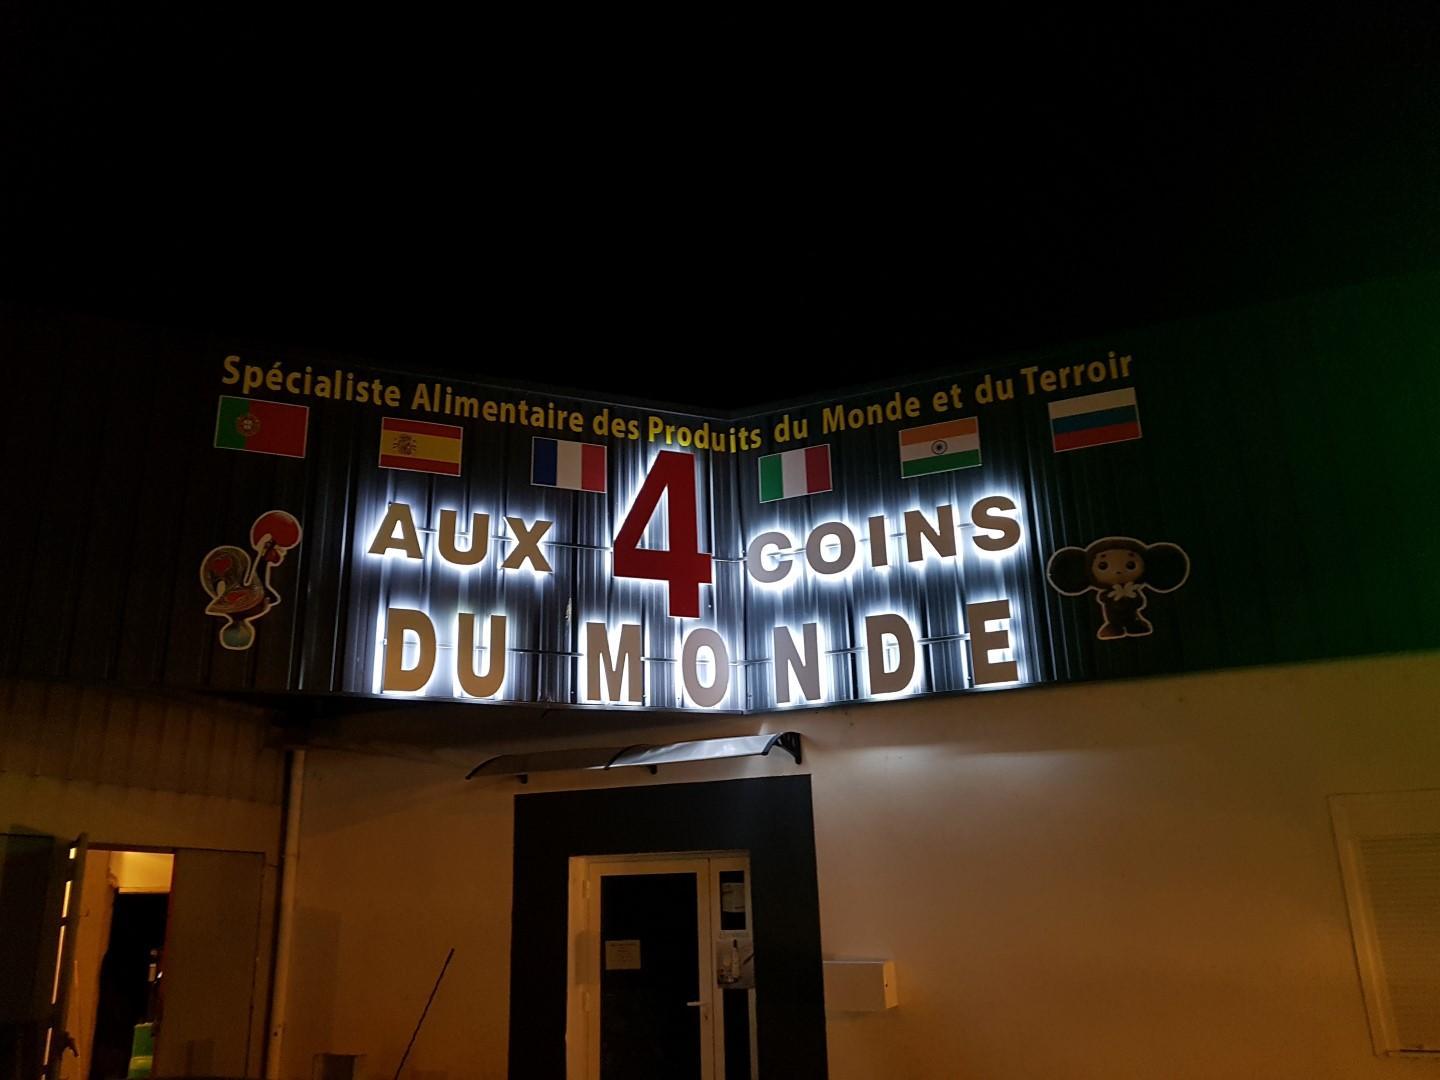 Spécialiste Alimentaire des Produits du Monde et du Terroir
AUX 4 COINS
DU MONDE